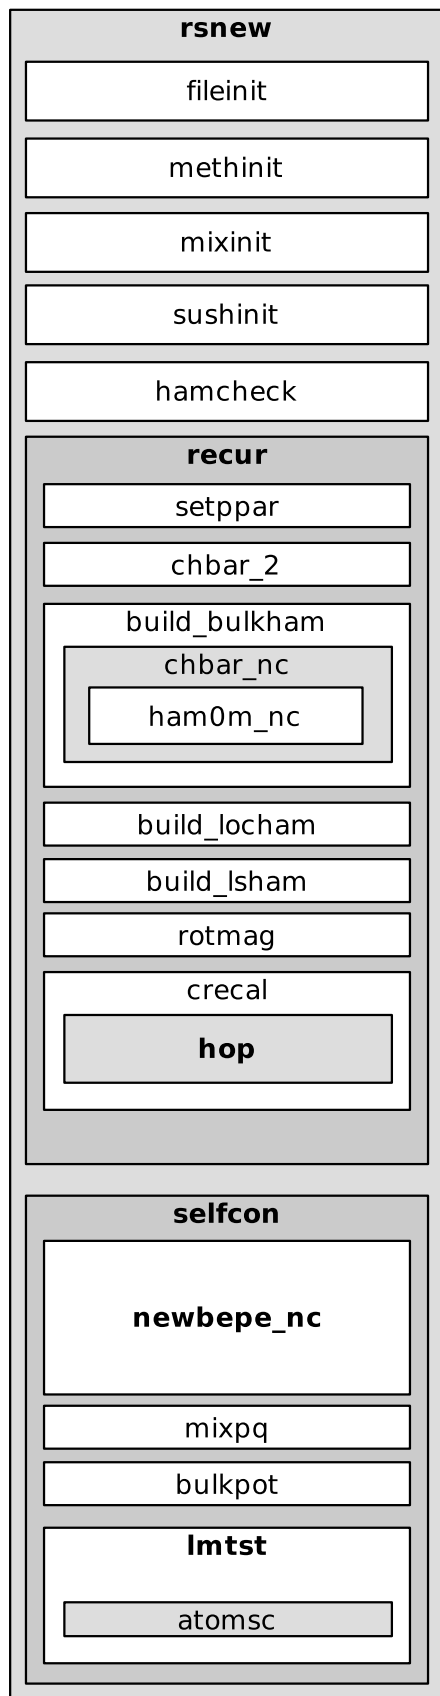 rsnew
fileinit
methinit
mixinit
sushinit
hamcheck
recur
setppar
chbar_2
build_bulkham
chbar_nc
ham0m_nc
build_locham
build_lsham
rotmag
crecal
hop
selfcon
newbepe_nc
mixpq
bulkpot
lmtst
atomsc